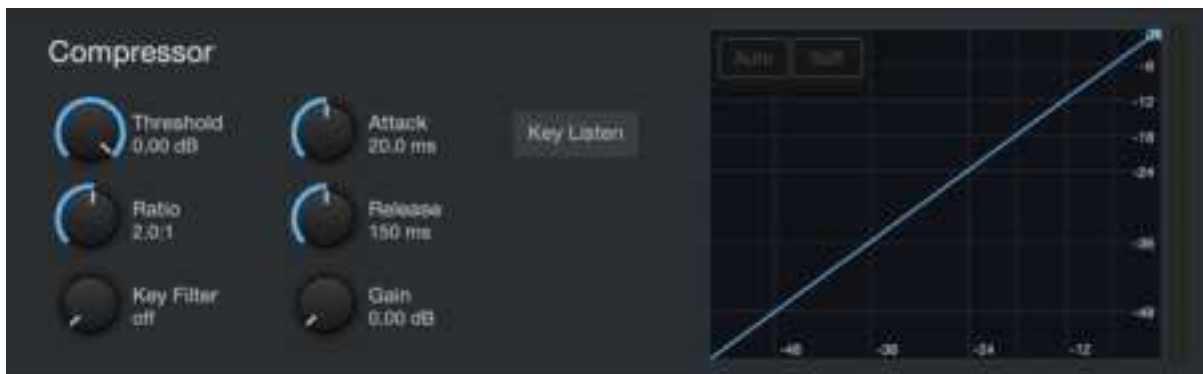 Compressor
Threshold
0.00 dB
Attack
20.0 ms
Key Listen
Ratio
2.0:1
Release
150 ms
Key Filter
off
Gain
0.00 dB
Auto
Soft
-12
-18
-24
-36
-48
-48
-36
-24
-12